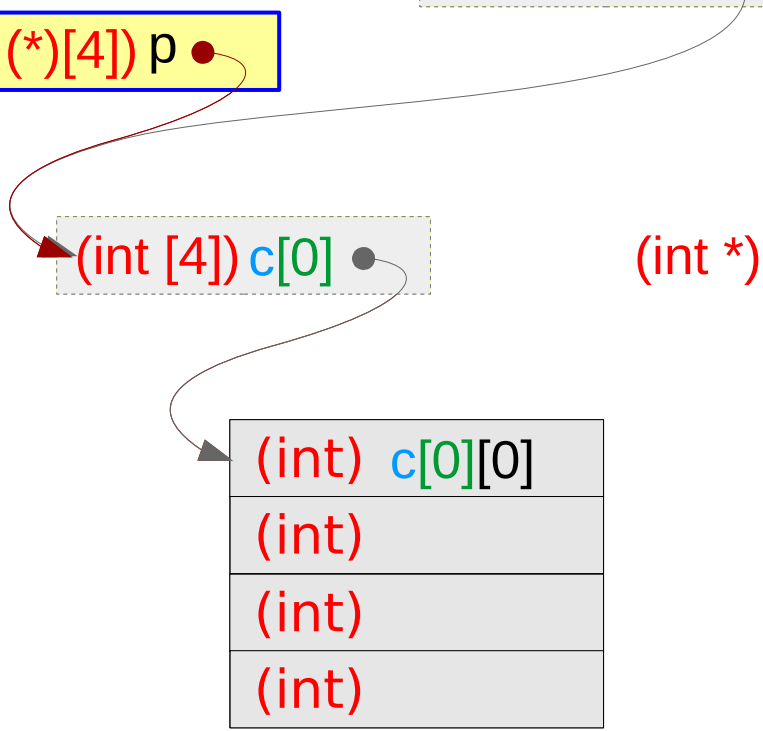 (*)[4]) p
(int [4]) c[0]
(int *)
(int) c[0][0]
(int)
(int)
(int)